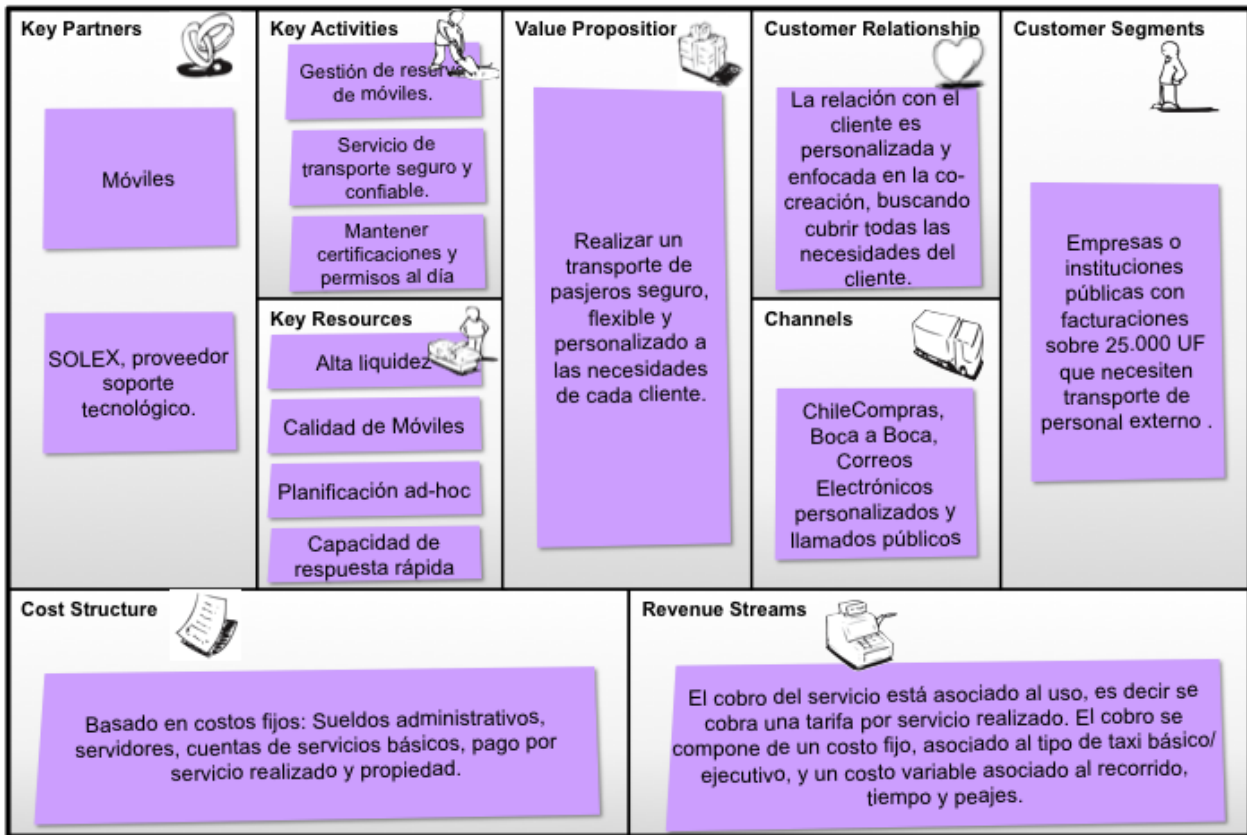 Key Partners
Móviles
SOLEX, proveedor
soporte
tecnológico.
Key Activities
Gestión de reserva
de móviles.
Servicio de
transporte seguro y
confiable.
Mantener
certificaciones y
permisos al día
Key Resources
Alta liquidez
Calidad de Móviles
Planificación ad-hoc
Capacidad de
respuesta rápida
Value Proposition
Realizar un
transporte de
pasjeros seguro,
flexible y
personalizado a
las necesidades
de cada cliente.
Customer Relationship
La relación con el
cliente es
personalizada y
enfocada en la co-
creación, buscando
cubrir todas las
necesidades del
cliente.
Channels
ChileCompras,
Boca a Boca,
Correos
Electrónicos
personalizados y
llamados públicos
Customer Segments
Empresas o
instituciones
públicas con
facturaciones
sobre 25.000 UF
que necesiten
transporte de
personal externo .
Cost Structure
Basado en costos fijos: Sueldos administrativos,
servidores, cuentas de servicios básicos, pago por
servicio realizado y propiedad.
Revenue Streams
El cobro del servicio está asociado al uso, es decir se
cobra una tarifa por servicio realizado. El cobro se
compone de un costo fijo, asociado al tipo de taxi básico/
ejecutivo, y un costo variable asociado al recorrido,
tiempo y peajes.